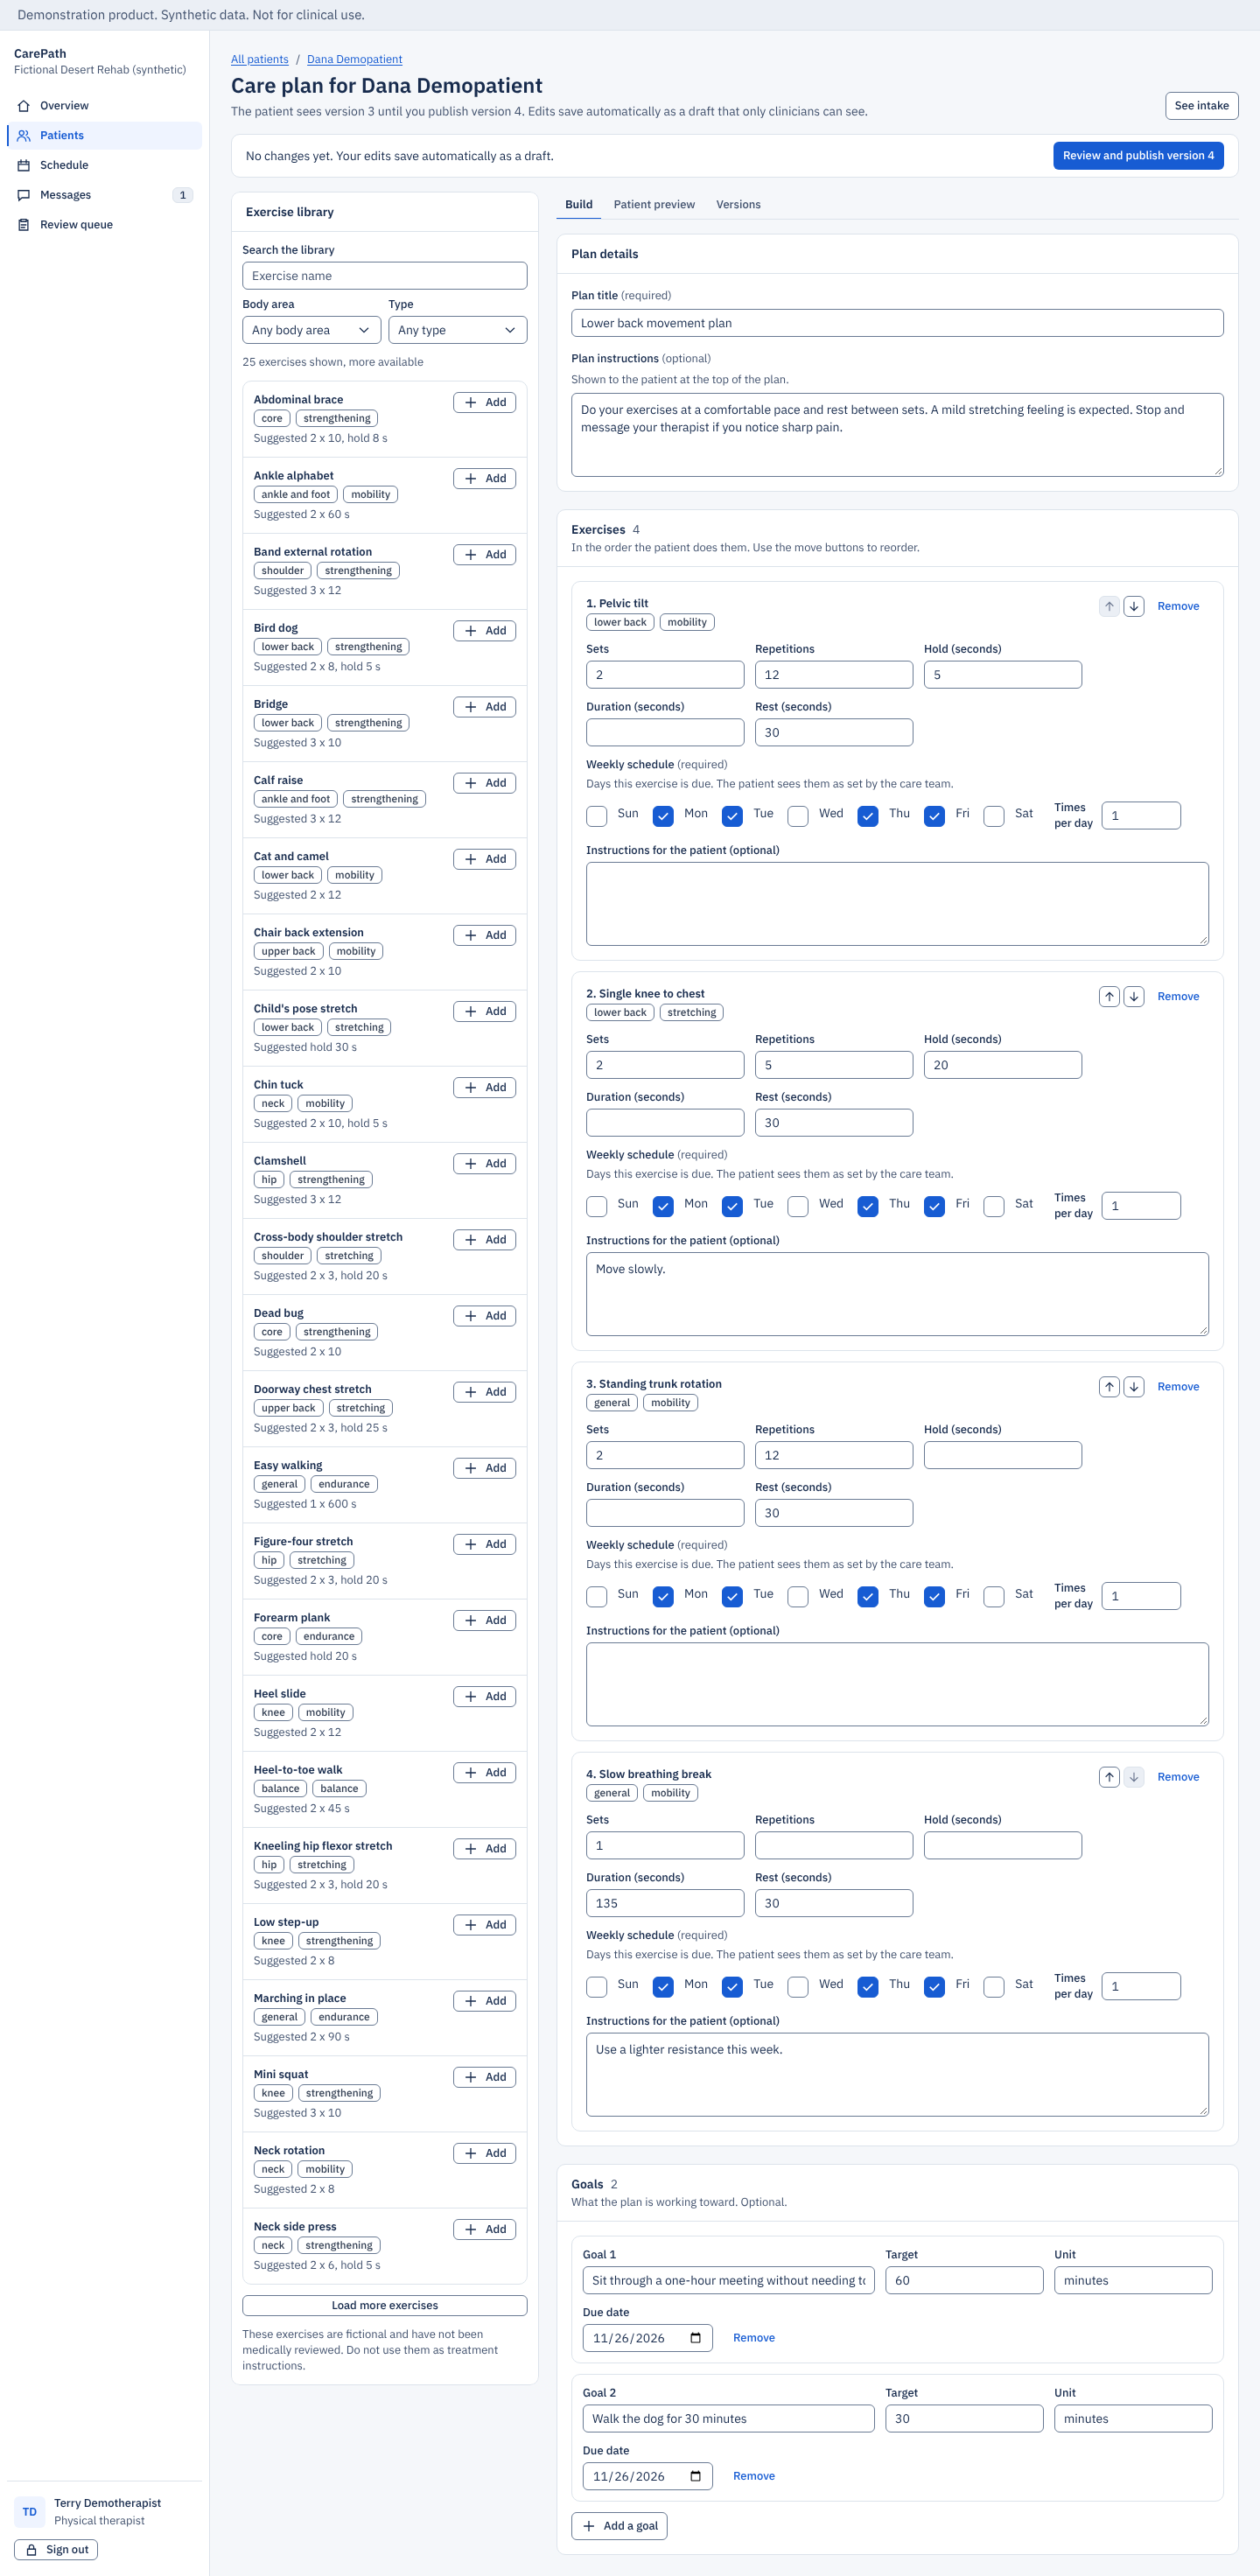 Demonstration product. Synthetic data. Not for clinical use.
CarePath
Fictional Desert Rehab (synthetic)
Overview
Patients
Schedule
Messages 1
Review queue
All patients / Dana Demopatient
Care plan for Dana Demopatient
The patient sees version 3 until you publish version 4. Edits save automatically as a draft that only clinicians can see.
See intake
No changes yet. Your edits save automatically as a draft.
Review and publish version 4
Exercise library
Search the library
Exercise name
Body area Type
Any body area Any type
25 exercises shown, more available
Abdominal brace Add
core strengthening
Suggested 2 x 10, hold 8 s
Ankle alphabet Add
ankle and foot mobility
Suggested 2 x 60 s
Band external rotation Add
shoulder strengthening
Suggested 3 x 12
Bird dog Add
lower back strengthening
Suggested 2 x 8, hold 5 s
Bridge Add
lower back strengthening
Suggested 3 x 10
Calf raise Add
ankle and foot strengthening
Suggested 3 x 12
Cat and camel Add
lower back mobility
Suggested 2 x 12
Chair back extension Add
upper back mobility
Suggested 2 x 10
Child's pose stretch Add
lower back stretching
Suggested hold 30 s
Chin tuck Add
neck mobility
Suggested 2 x 10, hold 5 s
Clamshell Add
hip strengthening
Suggested 3 x 12
Cross-body shoulder stretch Add
shoulder stretching
Suggested 2 x 3, hold 20 s
Dead bug Add
core strengthening
Suggested 2 x 10
Doorway chest stretch Add
upper back stretching
Suggested 2 x 3, hold 25 s
Easy walking Add
general endurance
Suggested 1 x 600 s
Figure-four stretch Add
hip stretching
Suggested 2 x 3, hold 20 s
Forearm plank Add
core endurance
Suggested hold 20 s
Heel slide Add
knee mobility
Suggested 2 x 12
Heel-to-toe walk Add
balance balance
Suggested 2 x 45 s
Kneeling hip flexor stretch Add
hip stretching
Suggested 2 x 3, hold 20 s
Low step-up Add
knee strengthening
Suggested 2 x 8
Marching in place Add
general endurance
Suggested 2 x 90 s
Mini squat Add
knee strengthening
Suggested 3 x 10
Neck rotation Add
neck mobility
Suggested 2 x 8
Neck side press Add
neck strengthening
Suggested 2 x 6, hold 5 s
Load more exercises
These exercises are fictional and have not been
medically reviewed. Do not use them as treatment
instructions.
Build Patient preview Versions
Plan details
Plan title (required)
Lower back movement plan
Plan instructions (optional)
Shown to the patient at the top of the plan.
Do your exercises at a comfortable pace and rest between sets. A mild stretching feeling is expected. Stop and
message your therapist if you notice sharp pain.
Exercises 4
In the order the patient does them. Use the move buttons to reorder.
1. Pelvic tilt Remove
lower back mobility
Sets Repetitions Hold (seconds)
2 12 5
Duration (seconds) Rest (seconds)
30
Weekly schedule (required)
Days this exercise is due. The patient sees them as set by the care team.
Sun Mon Tue Wed Thu Fri Sat Times per day 1
Instructions for the patient (optional)
2. Single knee to chest Remove
lower back stretching
Sets Repetitions Hold (seconds)
2 5 20
Duration (seconds) Rest (seconds)
30
Weekly schedule (required)
Days this exercise is due. The patient sees them as set by the care team.
Sun Mon Tue Wed Thu Fri Sat Times per day 1
Instructions for the patient (optional)
Move slowly.
3. Standing trunk rotation Remove
general mobility
Sets Repetitions Hold (seconds)
2 12
Duration (seconds) Rest (seconds)
30
Weekly schedule (required)
Days this exercise is due. The patient sees them as set by the care team.
Sun Mon Tue Wed Thu Fri Sat Times per day 1
Instructions for the patient (optional)
4. Slow breathing break Remove
general mobility
Sets Repetitions Hold (seconds)
1
Duration (seconds) Rest (seconds)
135 30
Weekly schedule (required)
Days this exercise is due. The patient sees them as set by the care team.
Sun Mon Tue Wed Thu Fri Sat Times per day 1
Instructions for the patient (optional)
Use a lighter resistance this week.
Goals 2
What the plan is working toward. Optional.
Goal 1 Target Unit
Sit through a one-hour meeting without needing to 60 minutes
Due date
11/26/2026 Remove
Goal 2 Target Unit
Walk the dog for 30 minutes 30 minutes
Due date
11/26/2026 Remove
Add a goal
TD
Terry Demotherapist
Physical therapist
Sign out